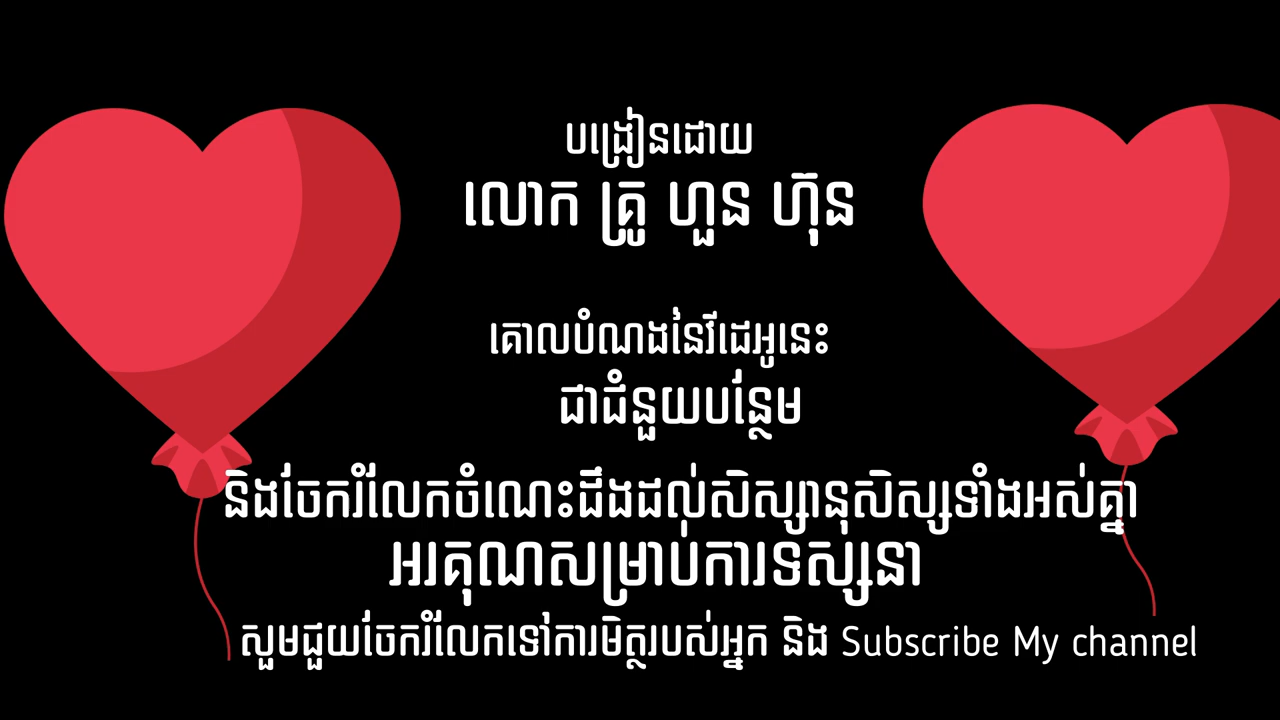 បង្រៀនដោយ
លោក គ្រូ ហួន ហ៊ុន
គោលបំណងនៃវីដេអូនេះ
ជាជំនួយបន្ថែម
និងចែករំលែកចំណេះដឹងដល់សិស្សានុសិស្សទាំងអស់គ្នា
អរគុណសម្រាប់ការទស្សនា
សួមជួយចែករំលែកទៅការមិត្តរបស់អ្នក និង Subscribe My channel